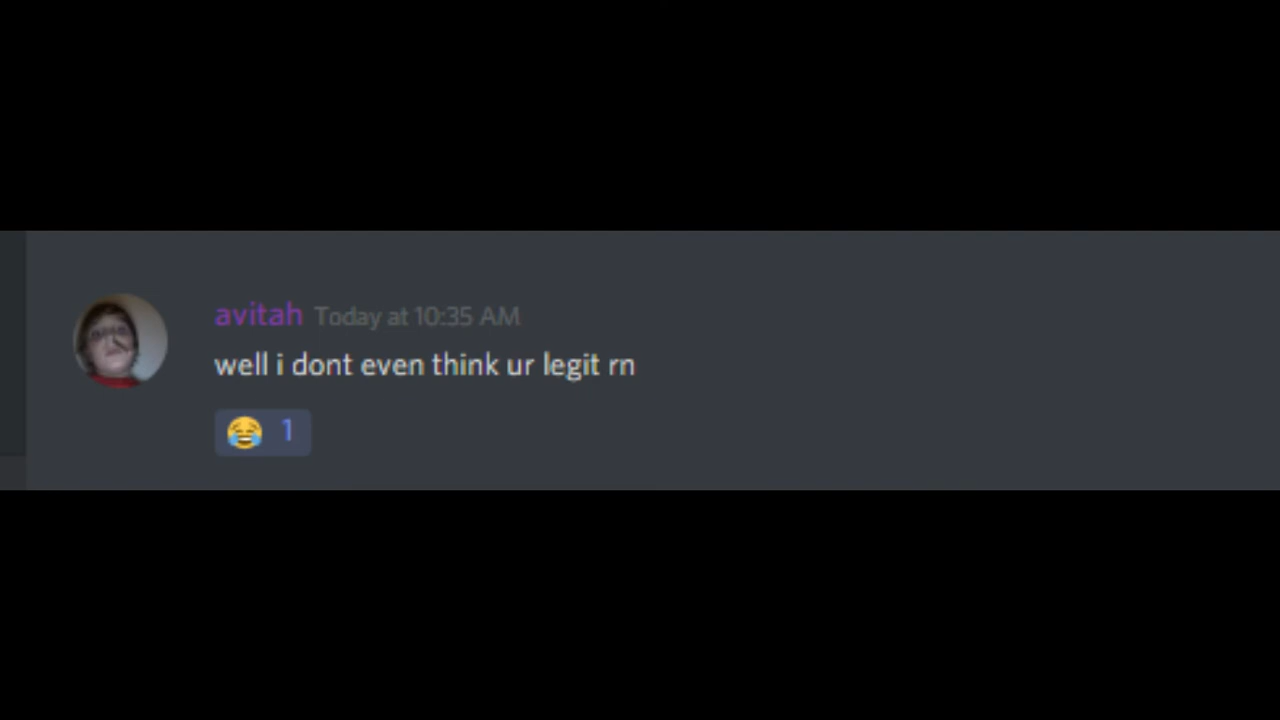 avitah Today at 10:35 AM
well i dont even think ur legit rn
😂 1